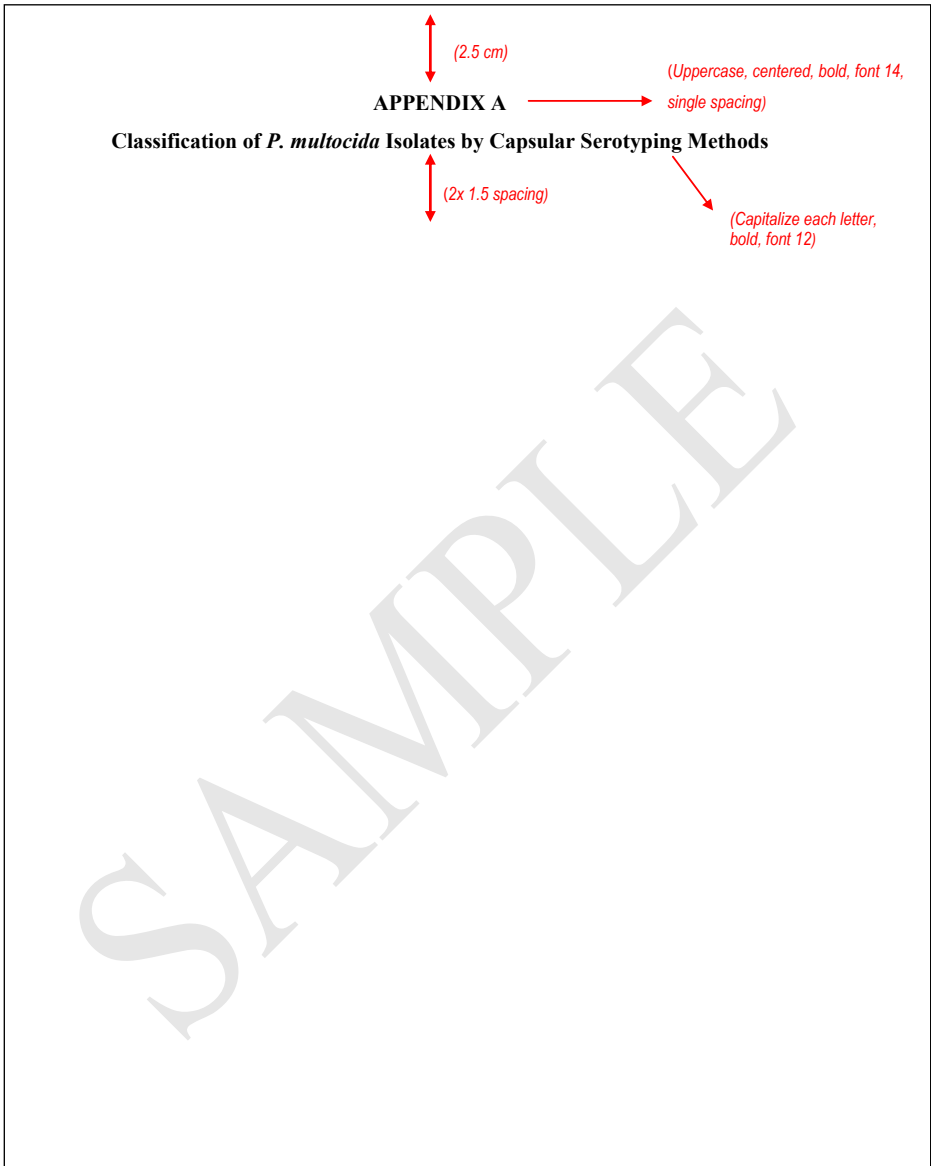 (2.5 cm)
(Uppercase, centered, bold, font 14,
single spacing)
APPENDIX A
Classification of P. multocida Isolates by Capsular Serotyping Methods
(2x 1.5 spacing)
(Capitalize each letter,
bold, font 12)
SAMPLE